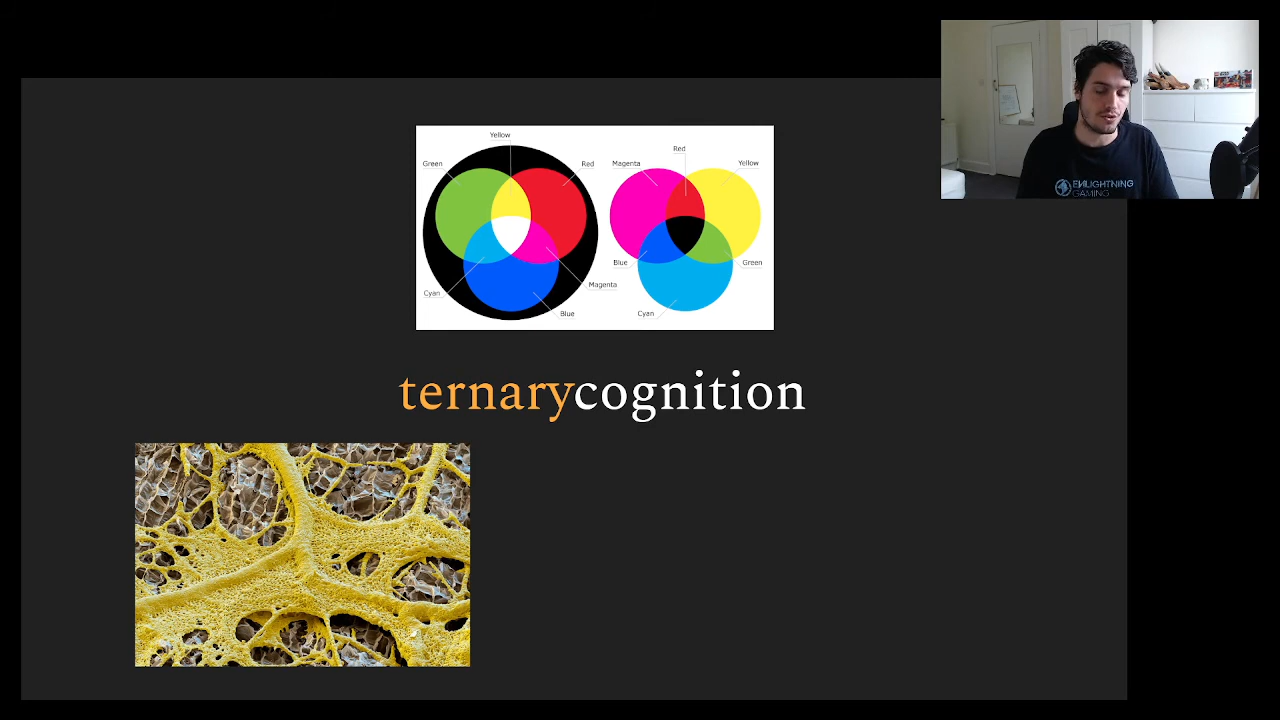 Yellow
Green
Red
Cyan
Magenta
Blue
Red
Magenta
Yellow
Blue
Green
Cyan
ternarycognition
ENLIGHTNING
GAMING